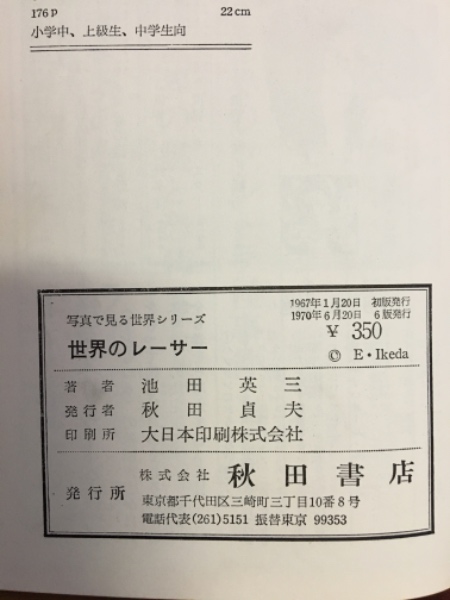 176p 22cm
小学中、上級生、中学生向
1967年1月20日 初版発行
1970年6月20日 6版発行
写真で見る世界シリーズ
¥ 350
世界のレーサー
© E・Ikeda
著者 池田英三
発行者 秋田貞夫
印刷所 大日本印刷株式会社
発行所 株式会社 秋田書店
東京都千代田区三崎町三丁目10番8号
電話代表(261)5151 振替東京 99353